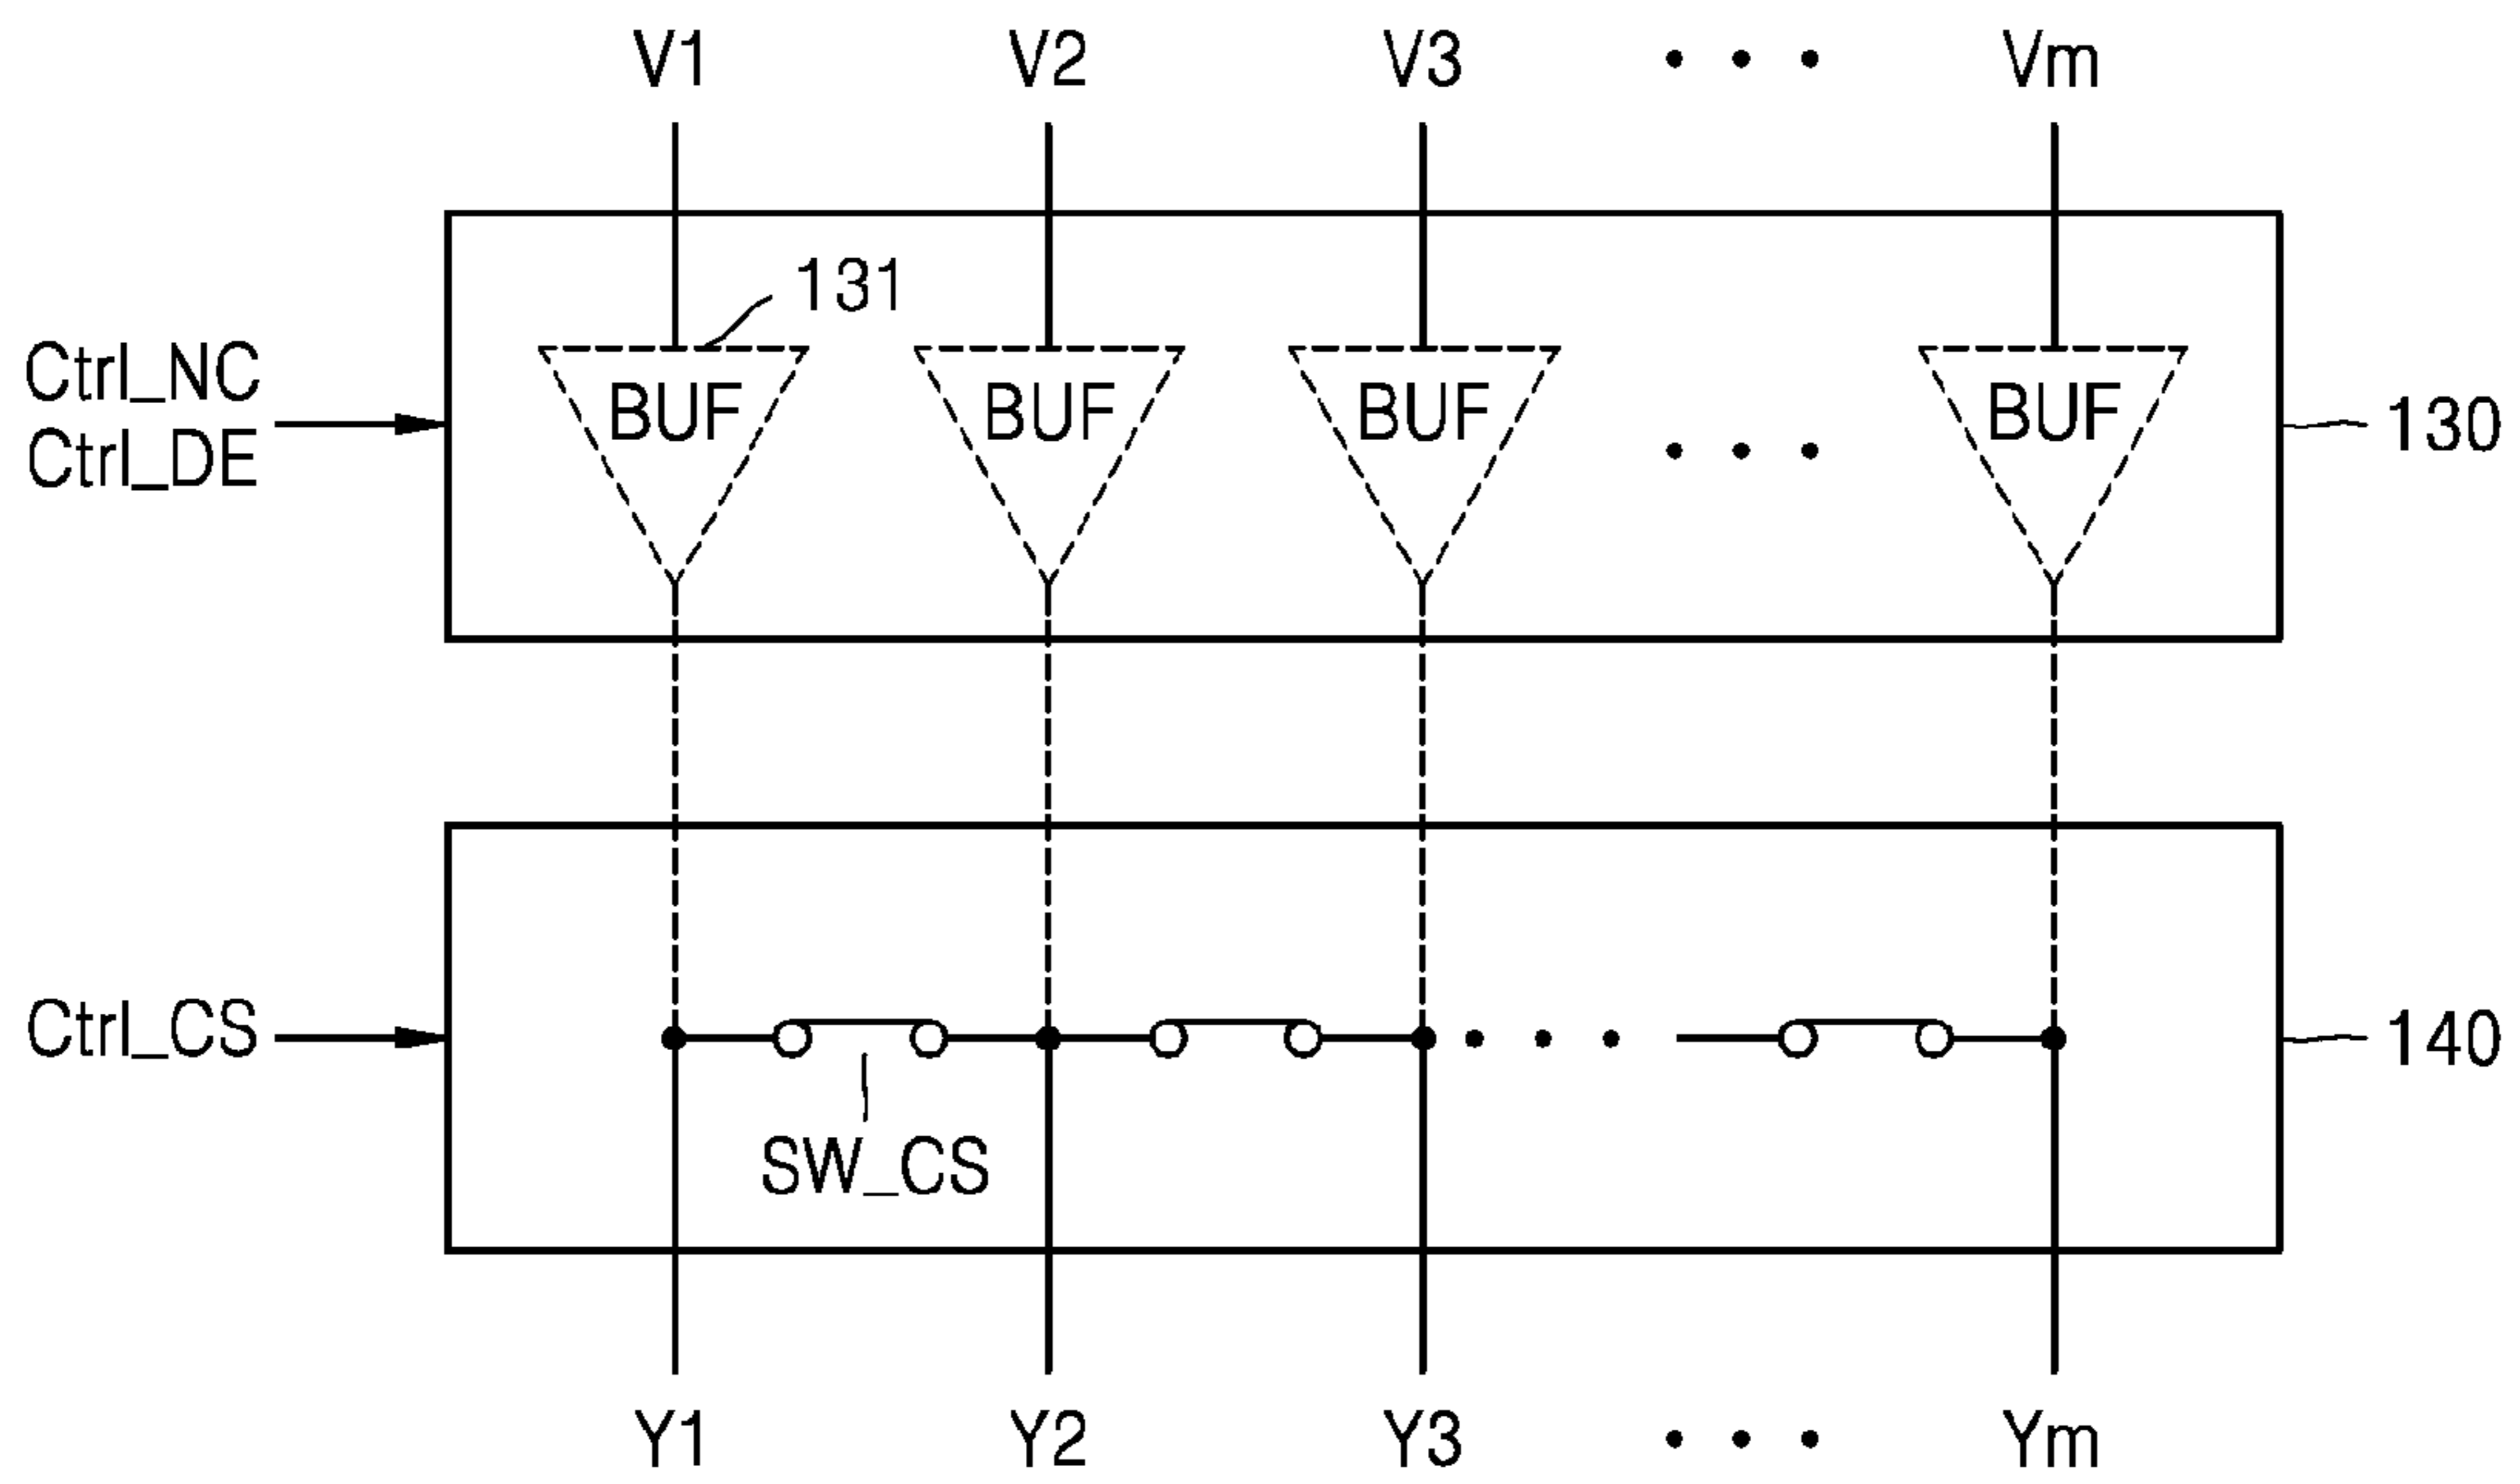 V1 V2 V3 • • • Vm
131
Ctrl_NC
Ctrl_DE
BUF BUF BUF • • • BUF
130
Ctrl_CS
• • •
140
SW_CS
Y1 Y2 Y3 • • • Ym